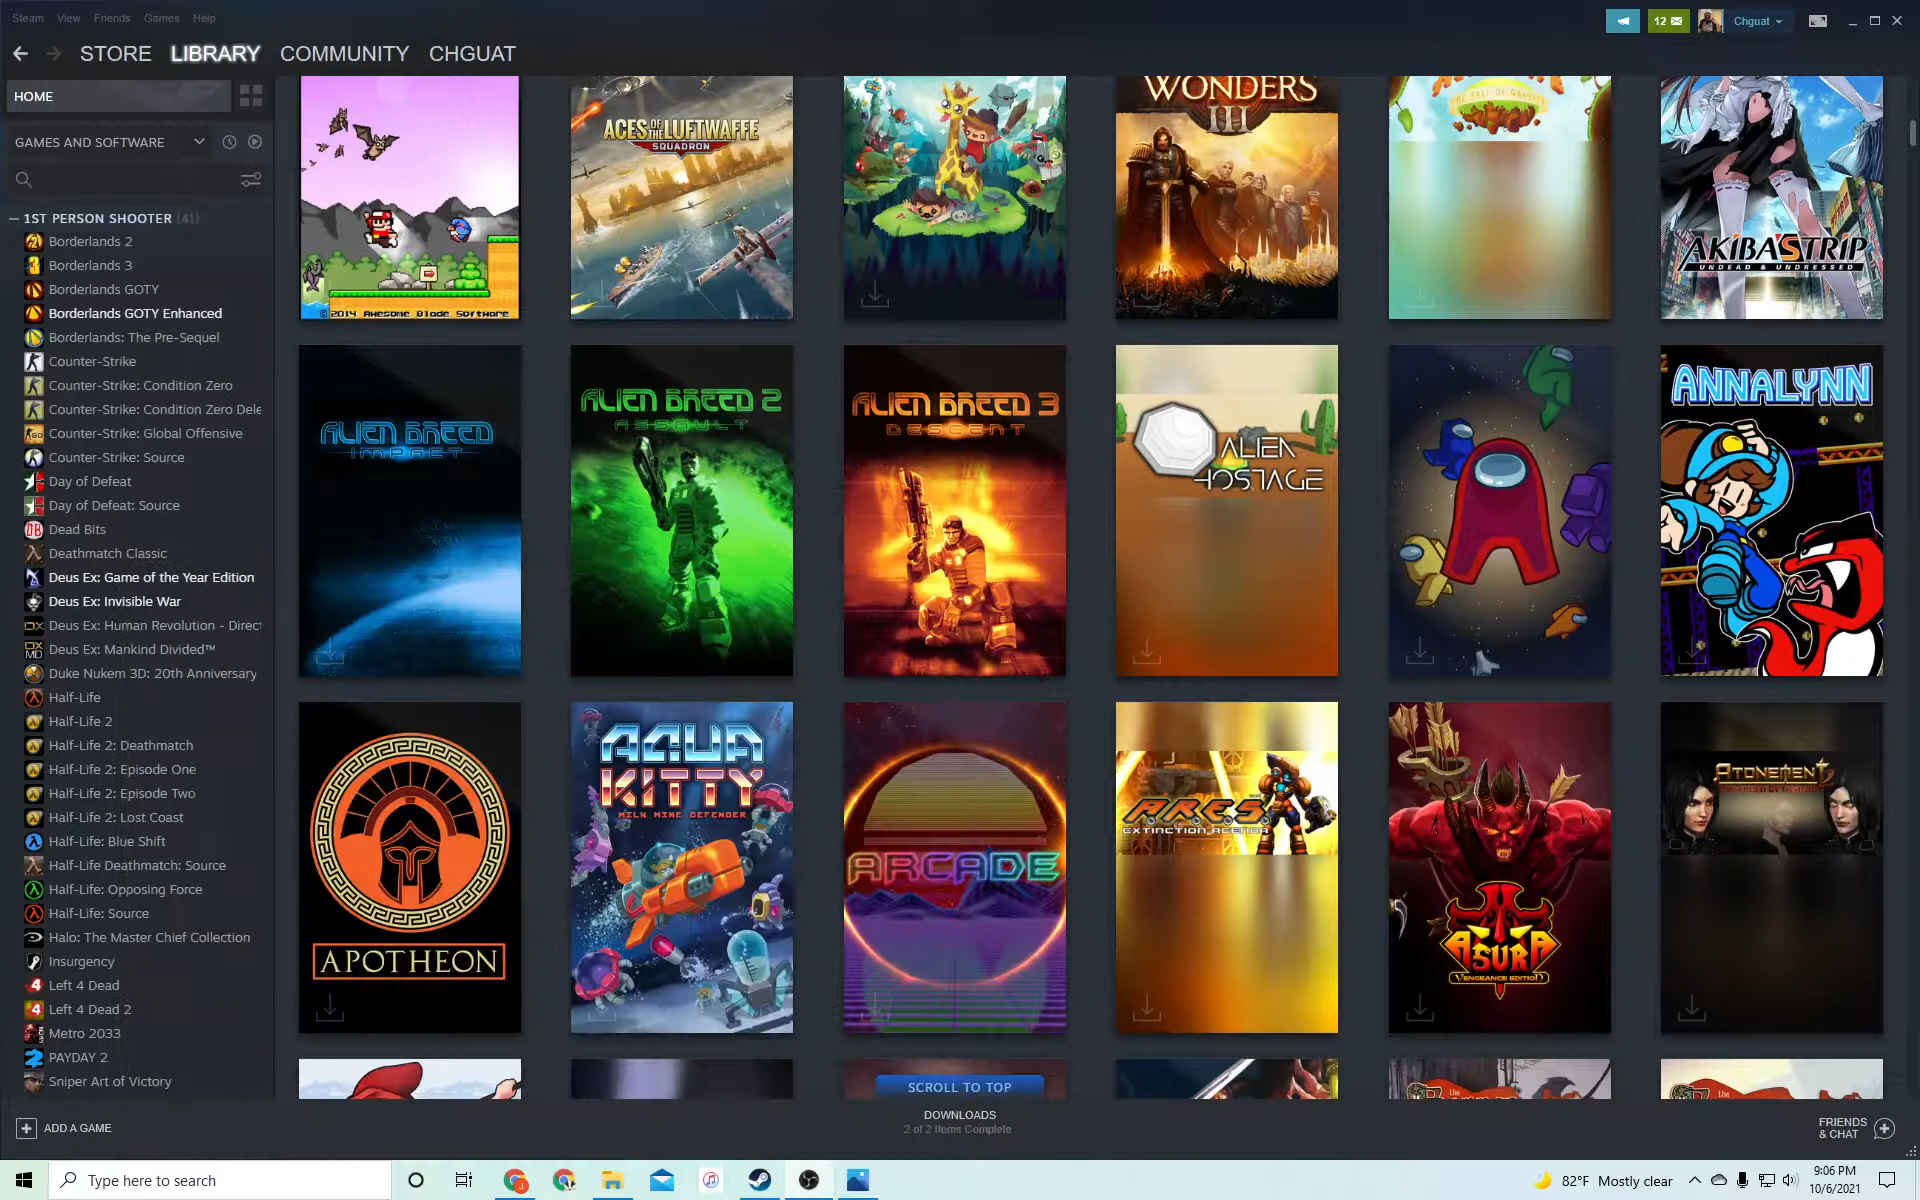 Steam View Friends Games Help
12
Chguat
STORE LIBRARY COMMUNITY CHGUAT
HOME
GAMES AND SOFTWARE
1ST PERSON SHOOTER (41)
Borderlands 2
Borderlands 3
Borderlands GOTY
Borderlands GOTY Enhanced
Borderlands: The Pre-Sequel
Counter-Strike
Counter-Strike: Condition Zero
Counter-Strike: Condition Zero Dele
Counter-Strike: Global Offensive
Counter-Strike: Source
Day of Defeat
Day of Defeat: Source
Dead Bits
Deathmatch Classic
Deus Ex: Game of the Year Edition
Deus Ex: Invisible War
Deus Ex: Human Revolution - Direct
Deus Ex: Mankind Divided™
Duke Nukem 3D: 20th Anniversary
Half-Life
Half-Life 2
Half-Life 2: Deathmatch
Half-Life 2: Episode One
Half-Life 2: Episode Two
Half-Life 2: Lost Coast
Half-Life: Blue Shift
Half-Life Deathmatch: Source
Half-Life: Opposing Force
Half-Life: Source
Halo: The Master Chief Collection
Insurgency
Left 4 Dead
Left 4 Dead 2
Metro 2033
PAYDAY 2
Sniper Art of Victory
ADD A GAME
© 2014 Awesome Blade Software
ACES OF THE LUFTWAFFE
SQUADRON
WONDERS
III
AKIBA'S TRIP
UNDEAD & UNDRESSED
ALIEN BREED
IMPACT
ALIEN BREED 2
ASSAULT
ALIEN BREED 3
DESCENT
ALIEN
HOSTAGE
ANNALYNN
APOTHEON
AQUA
KITTY
MILK MINE DEFENDER
ARCADE
A.R.E.S.
EXTINCTION AGENDA
ASURA
VENGEANCE EDITION
ATONEMENT
the
the
SCROLL TO TOP
DOWNLOADS
2 of 2 Items Complete
FRIENDS
& CHAT
Type here to search
82°F Mostly clear
9:06 PM
10/6/2021